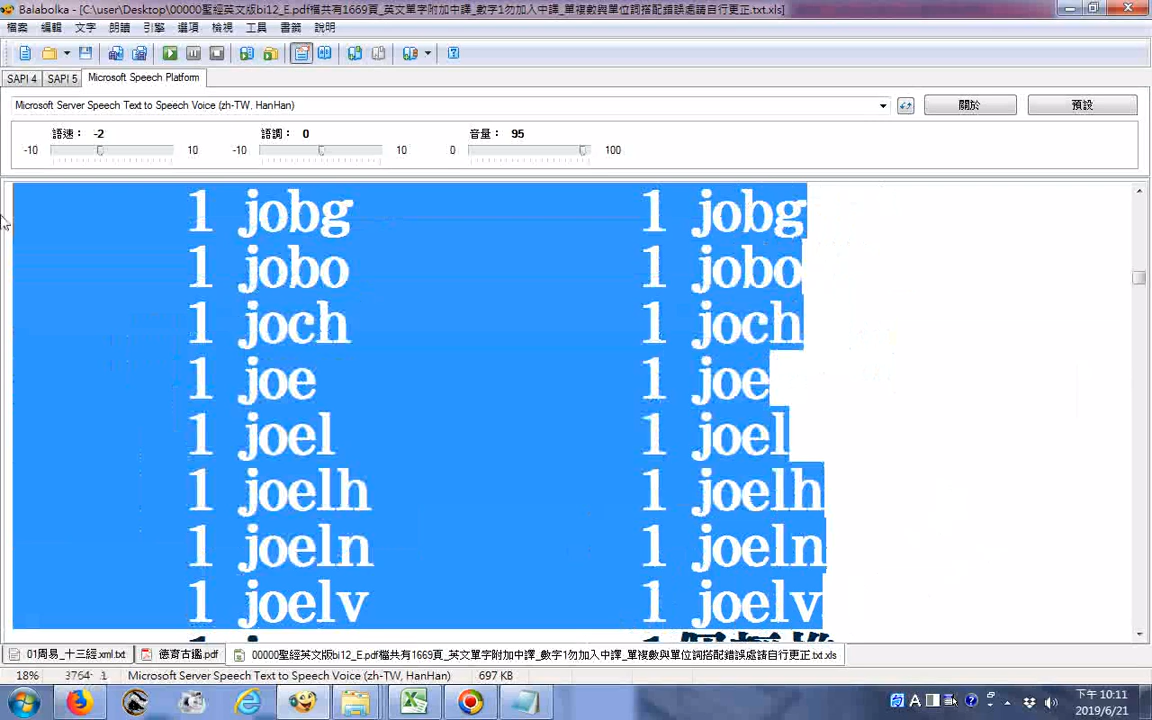 Balabolka - [C:\user\Desktop\00000聖經英文版bi12_E.pdf檔共有1669頁_英文單字附加中譯_數字1勿加入中譯_單複數與單位詞搭配錯誤處請自行更正.txt.xls]
檔案 編輯 文字 朗讀 引擎 選項 檢視 工具 書籤 說明
SAPI 4 SAPI 5 Microsoft Speech Platform
Microsoft Server Speech Text to Speech Voice (zh-TW, HanHan) 關於 預設
語速: -2 語調: 0 音量: 95
-10 10 -10 10 0 100
1 jobg 1 jobg
1 jobo 1 jobo
1 joch 1 joch
1 joe 1 joe
1 joel 1 joel
1 joelh 1 joelh
1 joeln 1 joeln
1 joelv 1 joelv
01周易_十三經.xml.txt 德育古鑑.pdf 00000聖經英文版bi12_E.pdf檔共有1669頁_英文單字附加中譯_數字1勿加入中譯_單複數與單位詞搭配錯誤處請自行更正.txt.xls
18% 3764: 1 Microsoft Server Speech Text to Speech Voice (zh-TW, HanHan) 697 KB
下午 10:11
2019/6/21